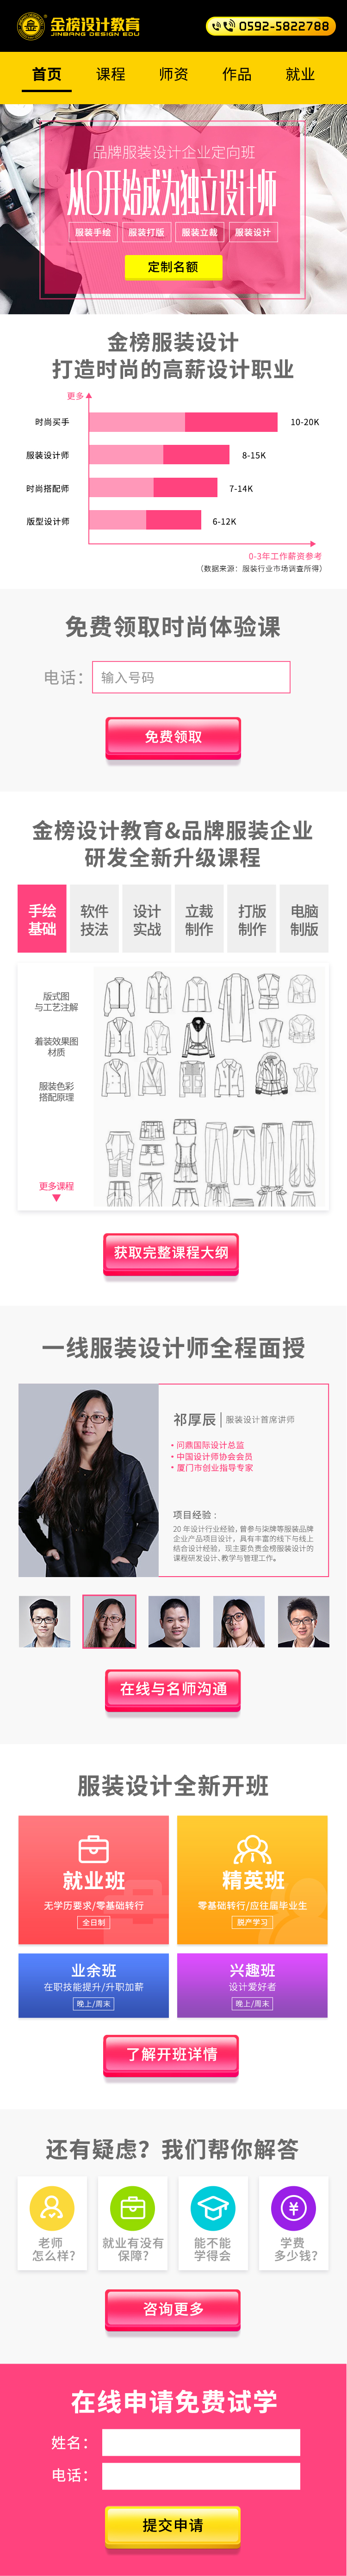 金榜设计教育
JINBANG DESIGN EDU
0592-5822788
首页 课程 师资 作品 就业
品牌服装设计企业定向班
从0开始成为独立设计师
服装手绘 服装打版 服装立裁 服装设计
定制名额
金榜服装设计
打造时尚的高薪设计职业
更多
时尚买手 10-20K
服装设计师 8-15K
时尚搭配师 7-14K
版型设计师 6-12K
0-3年工作薪资参考
（数据来源：服装行业市场调查所得）
免费领取时尚体验课
电话： 输入号码
免费领取
金榜设计教育&品牌服装企业
研发全新升级课程
手绘 软件 设计 立裁 打版 电脑
基础 技法 实战 制作 制作 制版
版式图
与工艺注解
着装效果图
材质
服装色彩
搭配原理
更多课程
获取完整课程大纲
一线服装设计师全程面授
祁厚辰 | 服装设计首席讲师
• 问鼎国际设计总监
• 中国设计师协会会员
• 厦门市创业指导专家
项目经验：
20 年设计行业经验, 曾参与柒牌等服装品牌
企业产品项目设计，具有丰富的线下与线上
结合设计经验，现主要负责金榜服装设计的
课程研发设计、教学与管理工作。
在线与名师沟通
服装设计全新开班
就业班
无学历要求/零基础转行
全日制
精英班
零基础转行/应往届毕业生
脱产学习
业余班
在职技能提升/升职加薪
晚上/周末
兴趣班
设计爱好者
晚上/周末
了解开班详情
还有疑虑？我们帮你解答
老师
怎么样?
就业有没有
保障?
能不能
学得会
学费
多少钱?
咨询更多
在线申请免费试学
姓名：
电话：
提交申请